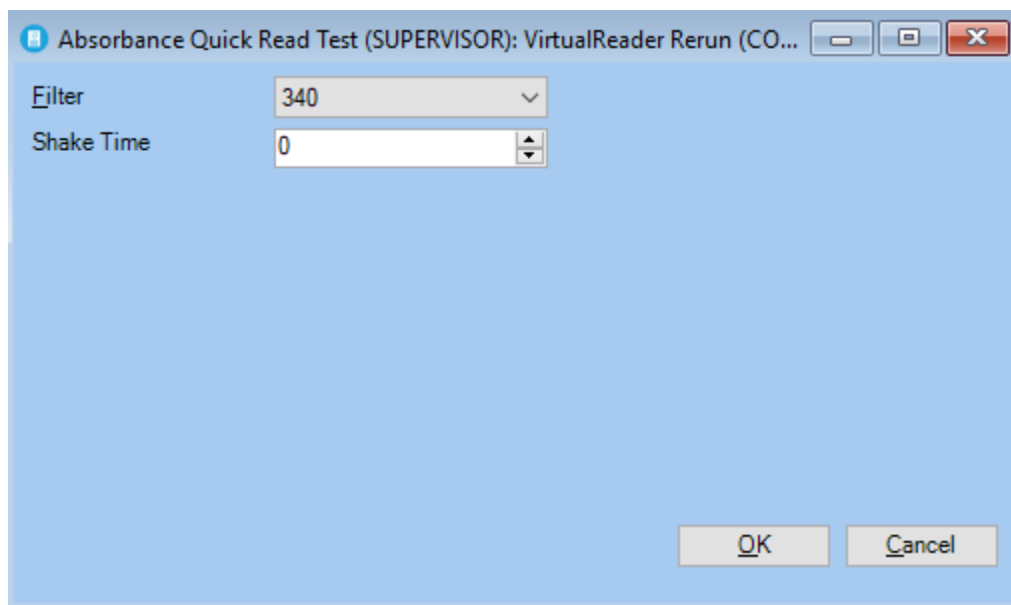 Absorbance Quick Read Test (SUPERVISOR): VirtualReader Rerun (CO...
Filter 340
Shake Time 0
OK Cancel